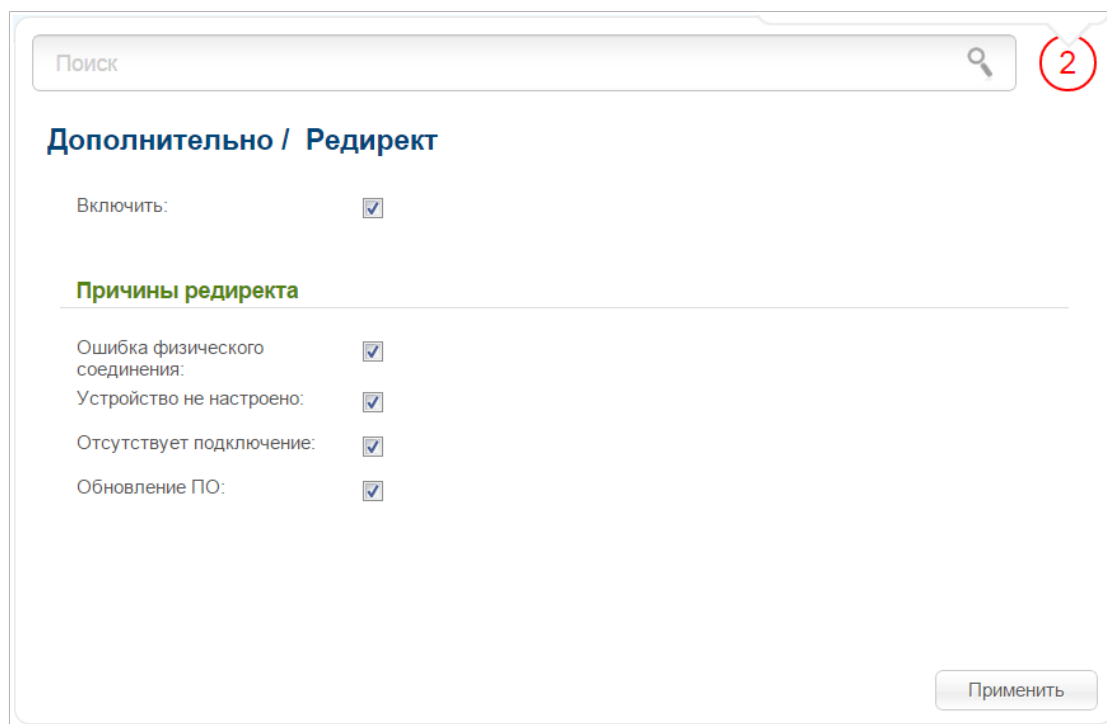 Поиск
2
Дополнительно / Редирект
Включить:
Причины редиректа
Ошибка физического
соединения:
Устройство не настроено:
Отсутствует подключение:
Обновление ПО:
Применить